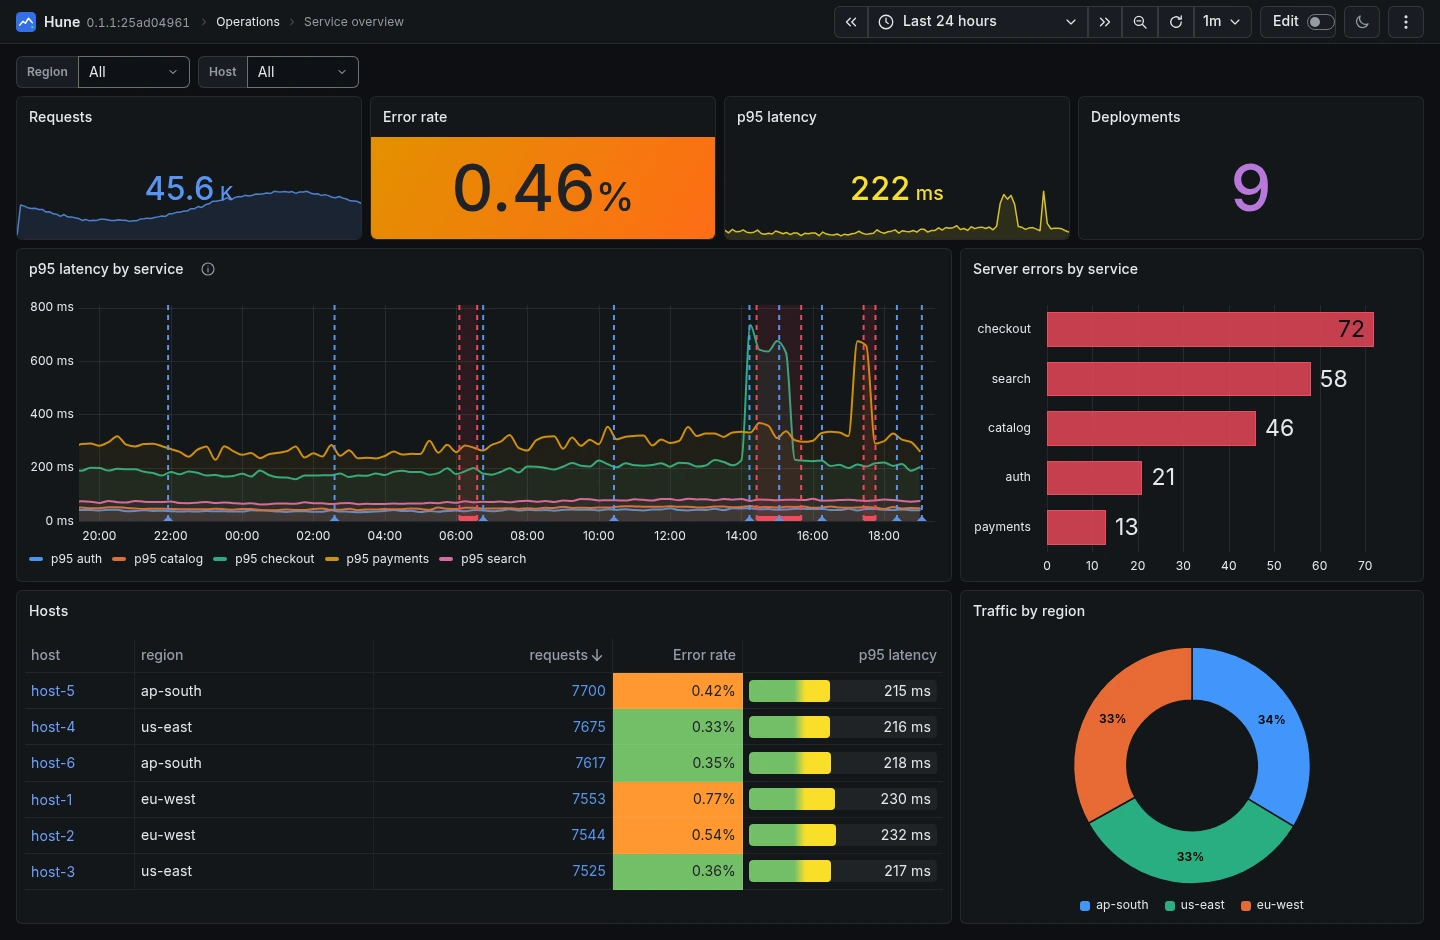 Hune 0.1.1:25ad04961 Operations Service overview
Last 24 hours 1m Edit
Region All Host All
Requests
45.6 K
Error rate
0.46%
p95 latency
222 ms
Deployments
9
p95 latency by service
800 ms
600 ms
400 ms
200 ms
0 ms
20:00 22:00 00:00 02:00 04:00 06:00 08:00 10:00 12:00 14:00 16:00 18:00
p95 auth p95 catalog p95 checkout p95 payments p95 search
Server errors by service
checkout 72
search 58
catalog 46
auth 21
payments 13
0 10 20 30 40 50 60 70
Hosts
host region requests Error rate p95 latency
host-5 ap-south 7700 0.42% 215 ms
host-4 us-east 7675 0.33% 216 ms
host-6 ap-south 7617 0.35% 218 ms
host-1 eu-west 7553 0.77% 230 ms
host-2 eu-west 7544 0.54% 232 ms
host-3 us-east 7525 0.36% 217 ms
Traffic by region
33% 34%
33%
ap-south us-east eu-west